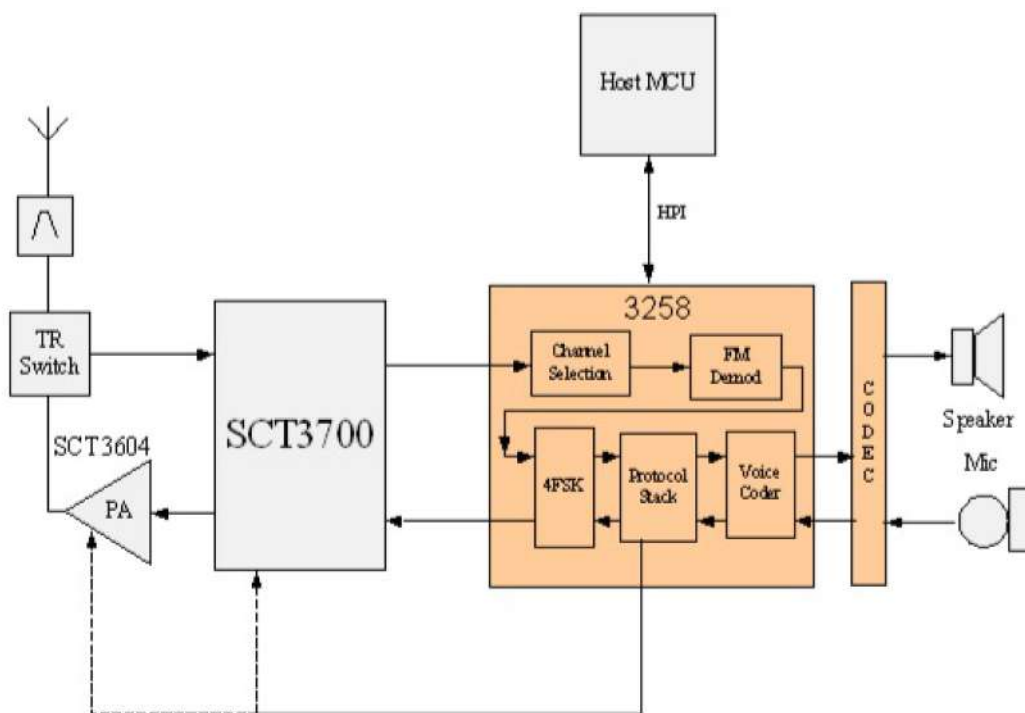 Host MCU
HPI
TR
Switch
SCT3604
PA
SCT3700
3258
Channel
Selection
FM
Demod
4FSK
Protocol
Stack
Voice
Coder
CODEC
Speaker
Mic